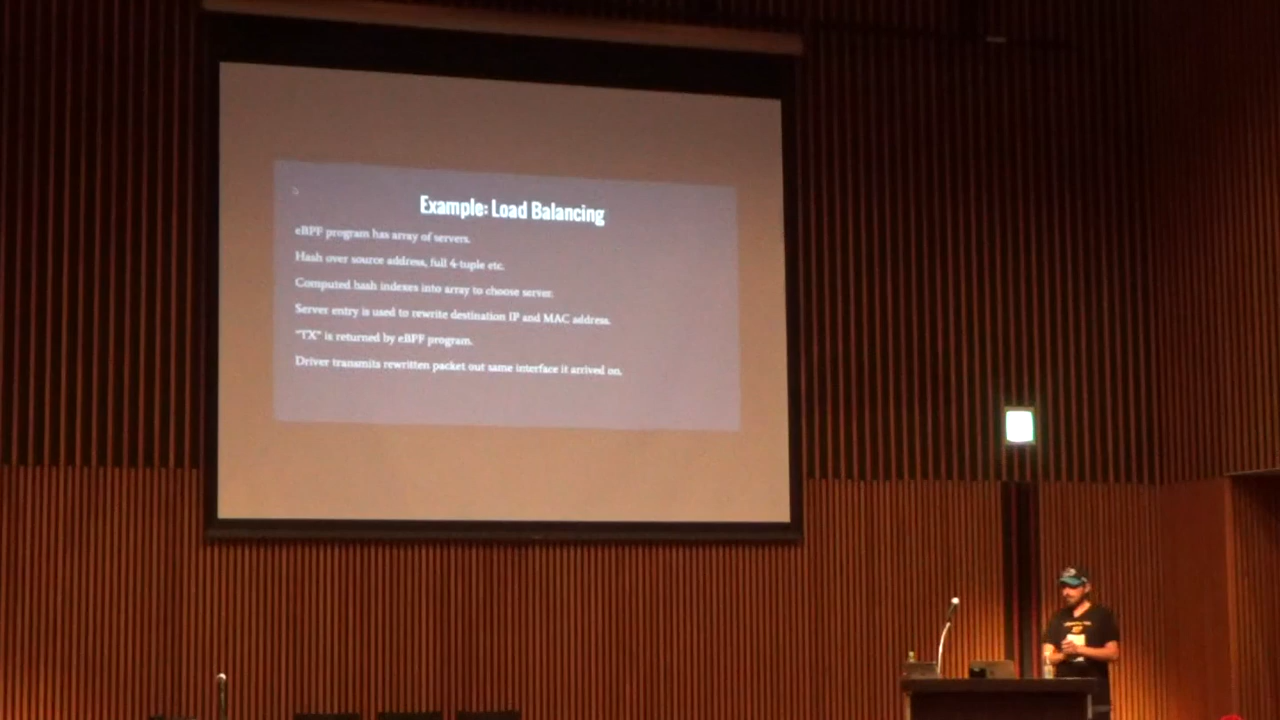 Example: Load Balancing
eBPF program has array of servers.
Hash over source address, full 4-tuple etc.
Computed hash indexes into array to choose server.
Server entry is used to rewrite destination IP and MAC address.
"TX" is returned by eBPF program.
Driver transmits rewritten packet out same interface it arrived on.